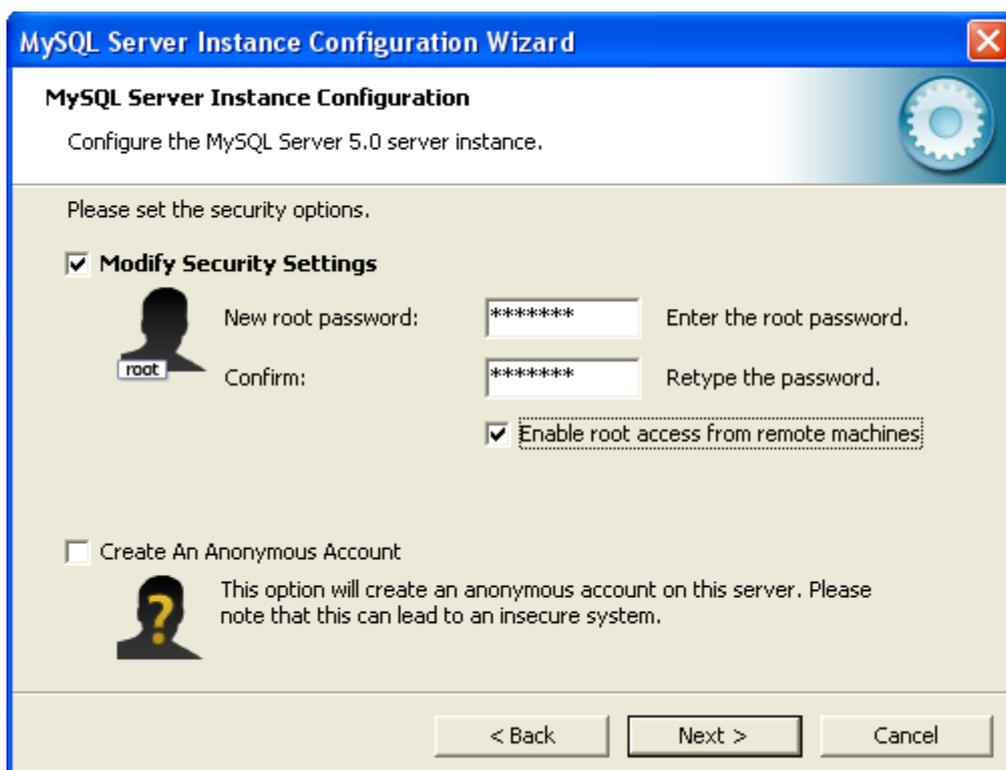 MySQL Server Instance Configuration Wizard
MySQL Server Instance Configuration
Configure the MySQL Server 5.0 server instance.
Please set the security options.
Modify Security Settings
New root password: ******* Enter the root password.
root
Confirm: ******* Retype the password.
Enable root access from remote machines
Create An Anonymous Account
This option will create an anonymous account on this server. Please
note that this can lead to an insecure system.
?
< Back Next > Cancel